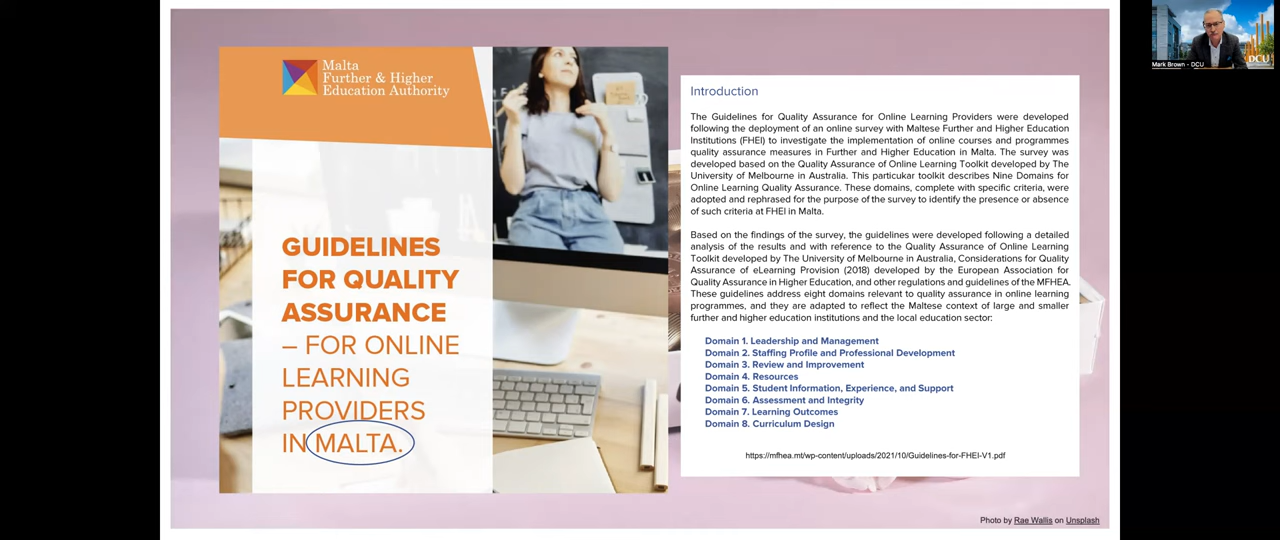 Malta
Further & Higher
Education Authority
GUIDELINES
FOR QUALITY
ASSURANCE
– FOR ONLINE
LEARNING
PROVIDERS
IN MALTA.
Introduction
The Guidelines for Quality Assurance for Online Learning Providers were developed
following the deployment of an online survey with Maltese Further and Higher Education
Institutions (FHEI) to investigate the implementation of online courses and programmes
quality assurance measures in Further and Higher Education in Malta. The survey was
developed based on the Quality Assurance of Online Learning Toolkit developed by The
University of Melbourne in Australia. This particukar toolkit describes Nine Domains for
Online Learning Quality Assurance. These domains, complete with specific criteria, were
adopted and rephrased for the purpose of the survey to identify the presence or absence
of such criteria at FHEI in Malta.
Based on the findings of the survey, the guidelines were developed following a detailed
analysis of the results and with reference to the Quality Assurance of Online Learning
Toolkit developed by The University of Melbourne in Australia, Considerations for Quality
Assurance of eLearning Provision (2018) developed by the European Association for
Quality Assurance in Higher Education, and other regulations and guidelines of the MFHEA.
These guidelines address eight domains relevant to quality assurance in online learning
programmes, and they are adapted to reflect the Maltese context of large and smaller
further and higher education institutions and the local education sector:
Domain 1. Leadership and Management
Domain 2. Staffing Profile and Professional Development
Domain 3. Review and Improvement
Domain 4. Resources
Domain 5. Student Information, Experience, and Support
Domain 6. Assessment and Integrity
Domain 7. Learning Outcomes
Domain 8. Curriculum Design
https://mfhea.mt/wp-content/uploads/2021/10/Guidelines-for-FHEI-V1.pdf
Photo by Rae Wallis on Unsplash
Mark Brown - DCU
DCU